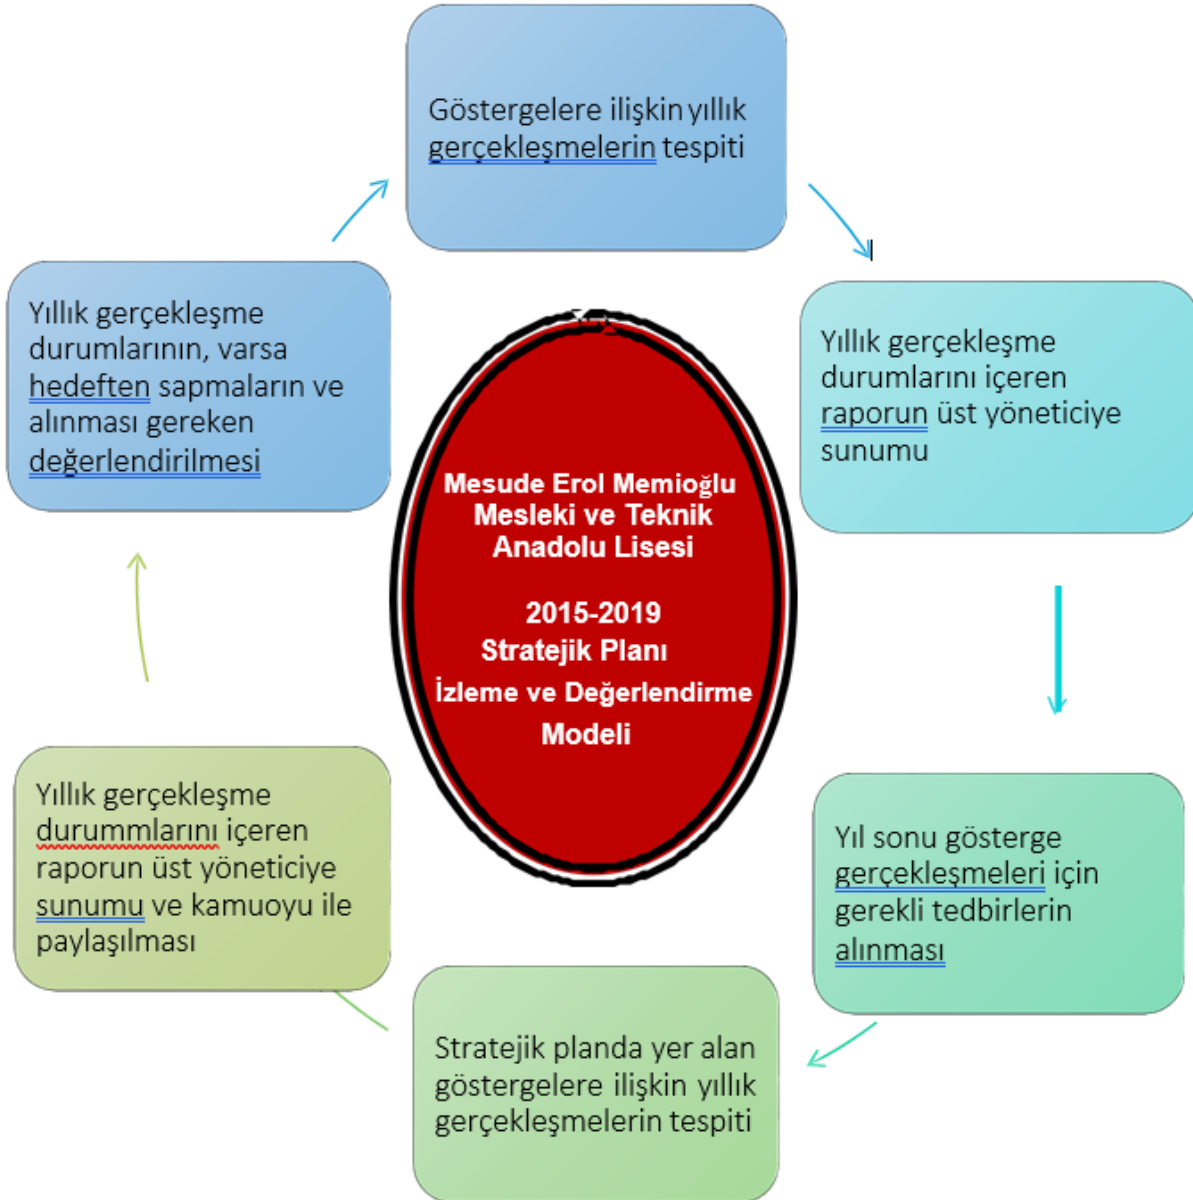 Göstergelere ilişkin yıllık
gerçekleşmelerin tespiti
Yıllık gerçekleşme
durumlarını içeren
raporun üst yöneticiye
sunumu
Yıl sonu gösterge
gerçekleşmeleri için
gerekli tedbirlerin
alınması
Stratejik planda yer alan
göstergelere ilişkin yıllık
gerçekleşmelerin tespiti
Yıllık gerçekleşme
durummlarını içeren
raporun üst yöneticiye
sunumu ve kamuoyu ile
paylaşılması
Yıllık gerçekleşme
durumlarının, varsa
hedeften sapmaların ve
alınması gereken
değerlendirilmesi
Mesude Erol Memioğlu
Mesleki ve Teknik
Anadolu Lisesi
2015-2019
Stratejik Planı
İzleme ve Değerlendirme
Modeli